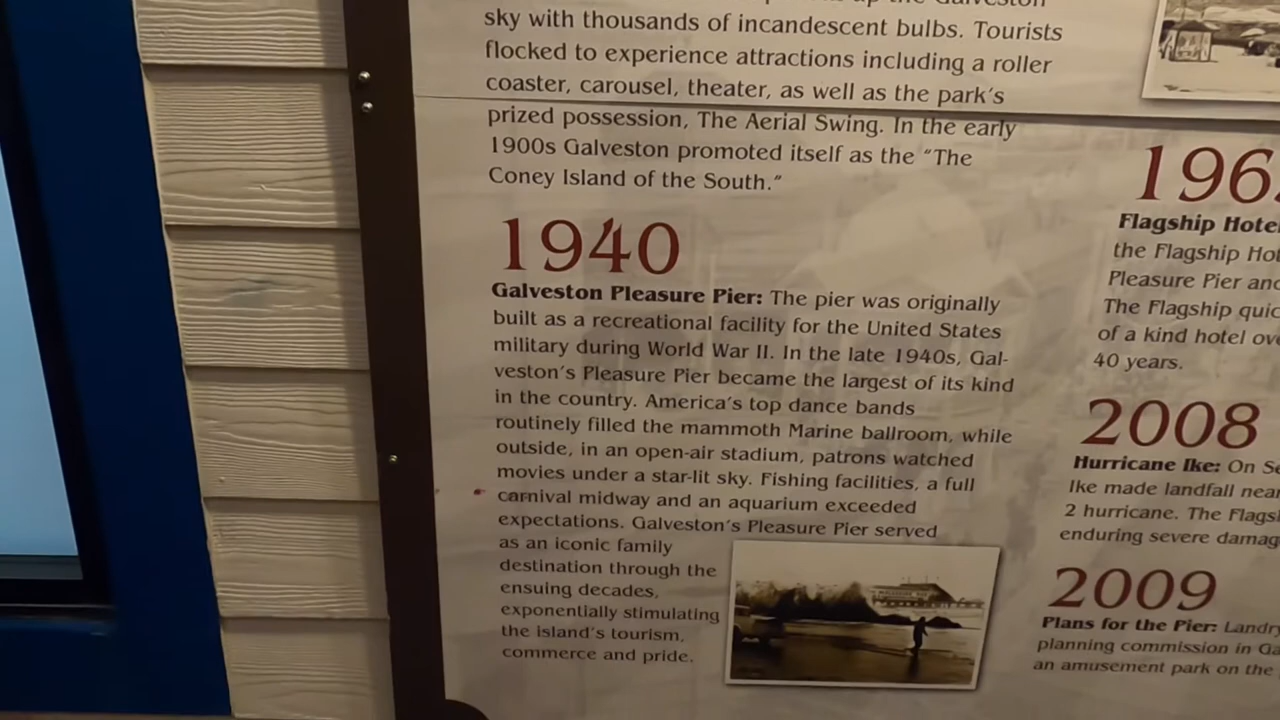 the Galveston
sky with thousands of incandescent bulbs. Tourists
flocked to experience attractions including a roller
coaster, carousel, theater, as well as the park's
prized possession, The Aerial Swing. In the early
1900s Galveston promoted itself as the "The
Coney Island of the South."
1940
Galveston Pleasure Pier: The pier was originally
built as a recreational facility for the United States
military during World War II. In the late 1940s, Gal-
veston's Pleasure Pier became the largest of its kind
in the country. America's top dance bands
routinely filled the mammoth Marine ballroom, while
outside, in an open-air stadium, patrons watched
movies under a star-lit sky. Fishing facilities, a full
carnival midway and an aquarium exceeded
expectations. Galveston's Pleasure Pier served
as an iconic family
destination through the
ensuing decades,
exponentially stimulating
the island's tourism,
commerce and pride.
196
Flagship Hotel
the Flagship Ho
Pleasure Pier and
The Flagship quic
of a kind hotel ov
40 years.
2008
Hurricane Ike: On Se
Ike made landfall near
2 hurricane. The Flags
enduring severe damag
2009
Plans for the Pier: Landry
planning commission in Ga
an amusement park on the